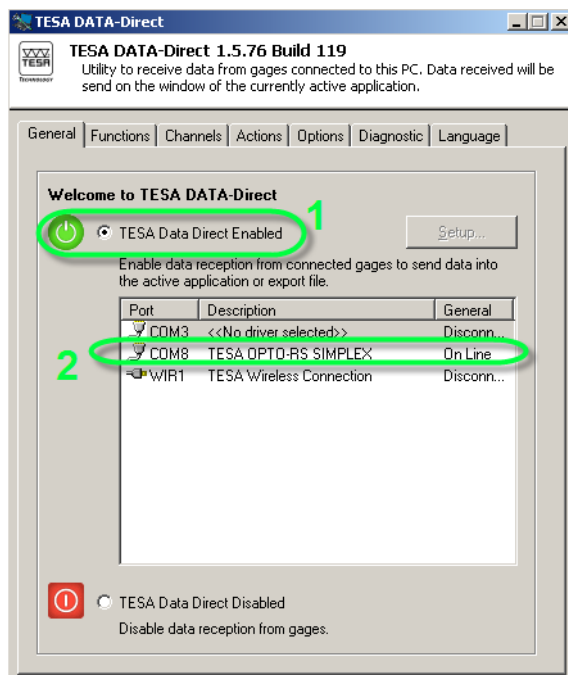 TESA DATA-Direct
TESA DATA-Direct 1.5.76 Build 119
Utility to receive data from gages connected to this PC. Data received will be
send on the window of the currently active application.
TESA
TECHNOLOGY
General Functions Channels Actions Options Diagnostic Language
Welcome to TESA DATA-Direct
1
TESA Data Direct Enabled Setup...
Enable data reception from connected gages to send data into
the active application or export file.
Port Description General
COM3 <<No driver selected>> Disconn...
2 COM8 TESA OPTO-RS SIMPLEX On Line
WIR1 TESA Wireless Connection Disconn...
TESA Data Direct Disabled
Disable data reception from gages.